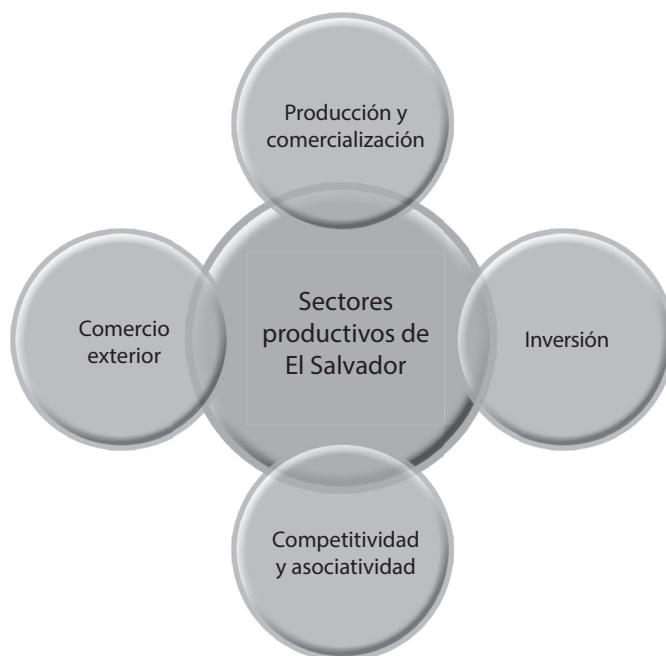 Producción y
comercialización
Comercio
exterior
Sectores
productivos de
El Salvador
Inversión
Competitividad
y asociatividad